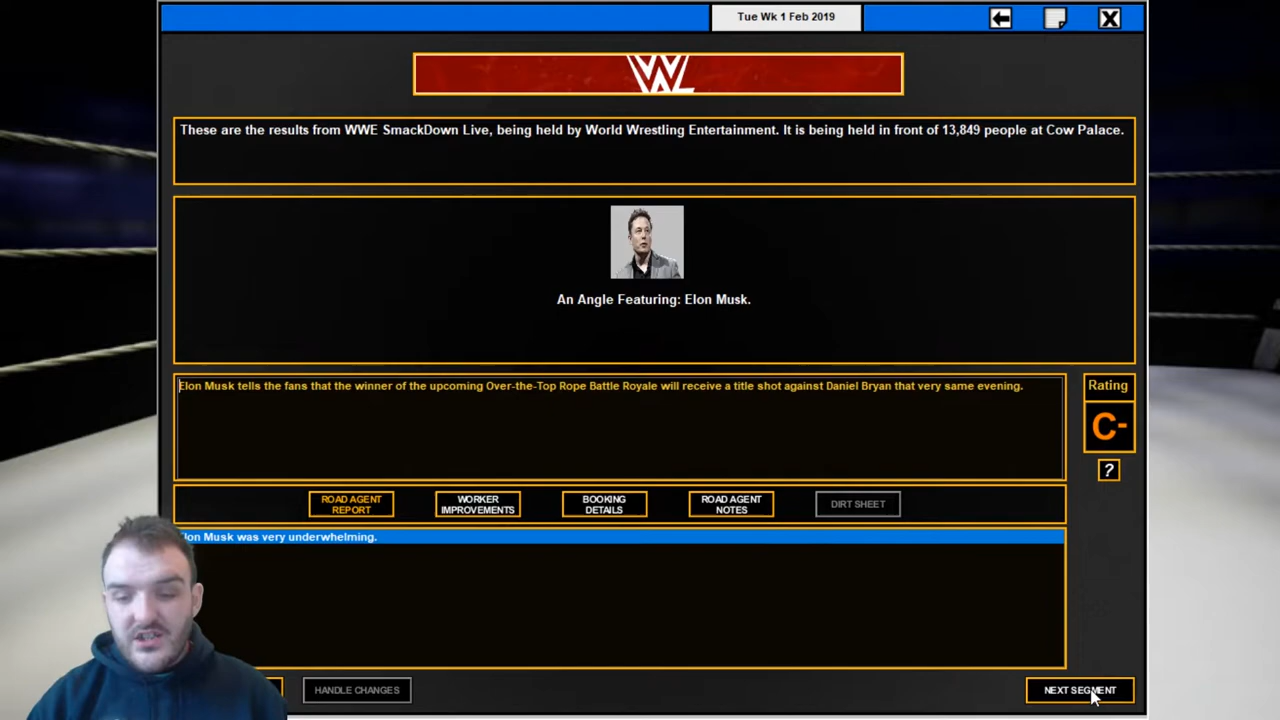 Tue Wk 1 Feb 2019
These are the results from WWE SmackDown Live, being held by World Wrestling Entertainment. It is being held in front of 13,849 people at Cow Palace.
An Angle Featuring: Elon Musk.
Elon Musk tells the fans that the winner of the upcoming Over-the-Top Rope Battle Royale will receive a title shot against Daniel Bryan that very same evening.
Rating
C-
?
ROAD AGENT REPORT
WORKER IMPROVEMENTS
BOOKING DETAILS
ROAD AGENT NOTES
DIRT SHEET
Elon Musk was very underwhelming.
HANDLE CHANGES
NEXT SEGMENT